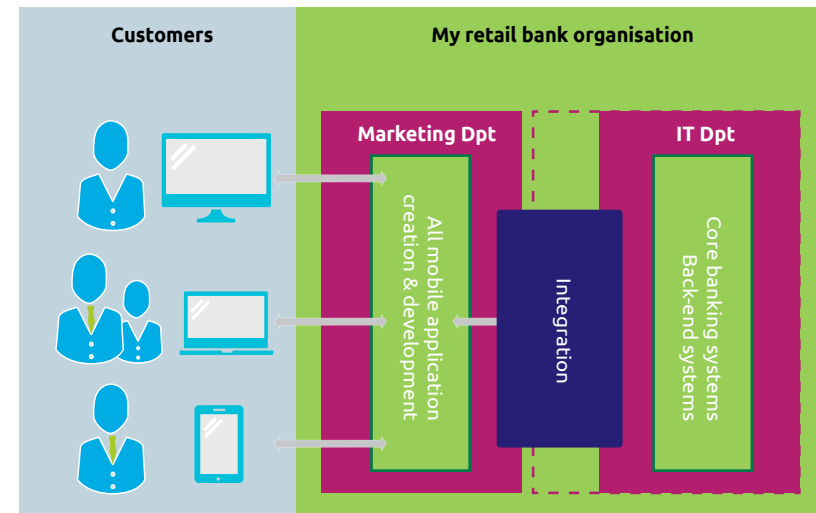 Customers
My retail bank organisation
Marketing Dpt
IT Dpt
All mobile application
creation & development
Integration
Core banking systems
Back-end systems